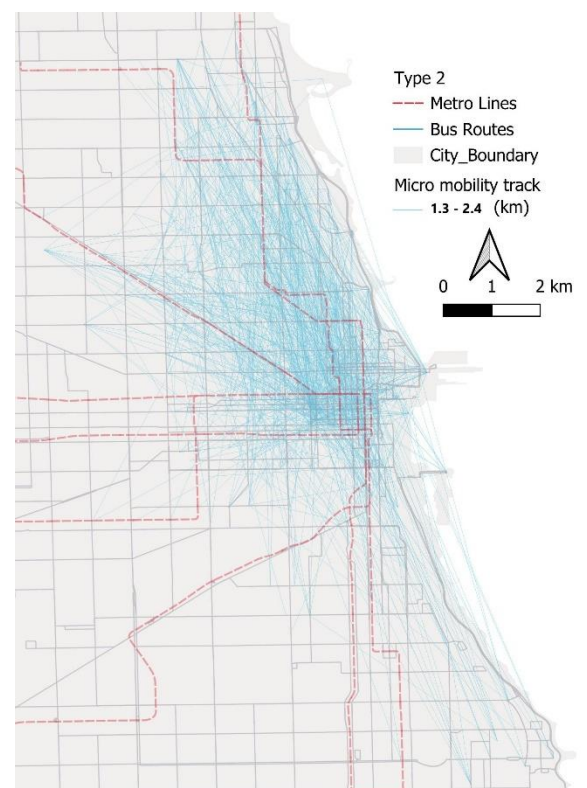 Type 2
Metro Lines
Bus Routes
City_Boundary
Micro mobility track
1.3 - 2.4 (km)
0 1 2 km